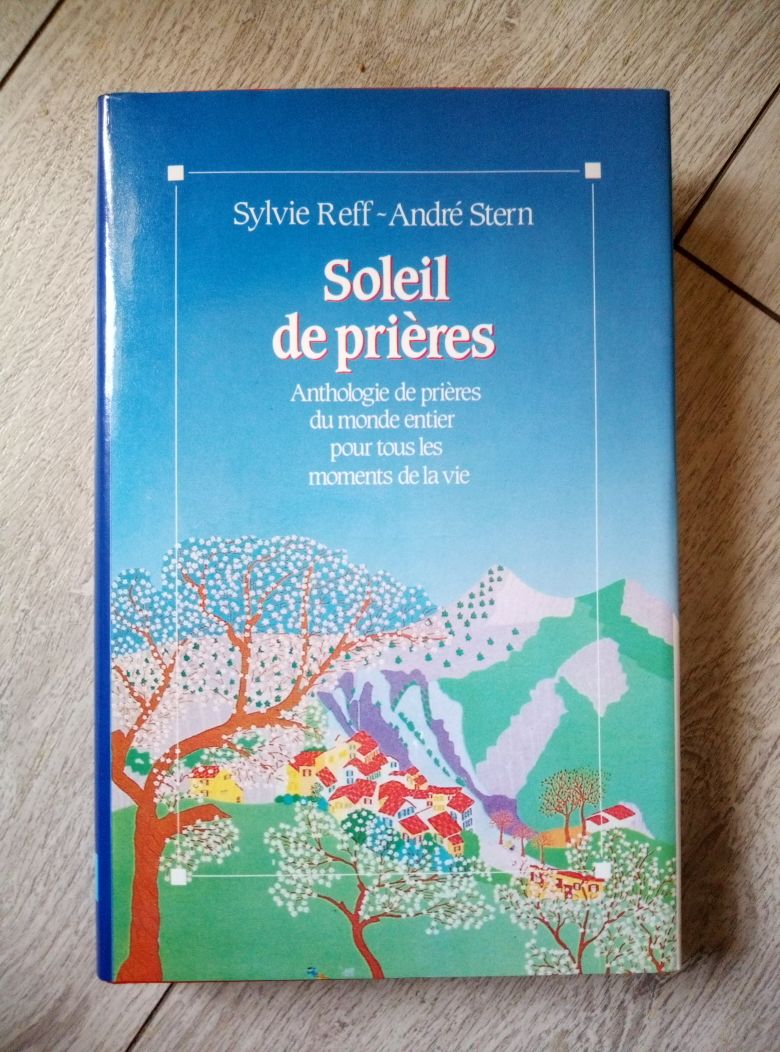 Sylvie Reff ~ André Stern
Soleil
de prières
Anthologie de prières
du monde entier
pour tous les
moments de la vie